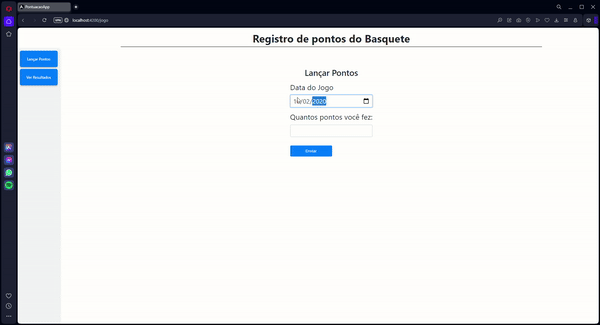 PontuacaoApp
VPN localhost:4200/jogo
Registro de pontos do Basquete
Lançar Pontos
Ver Resultados
Lançar Pontos
Data do Jogo
/02/2020
Quantos pontos você fez:
Enviar